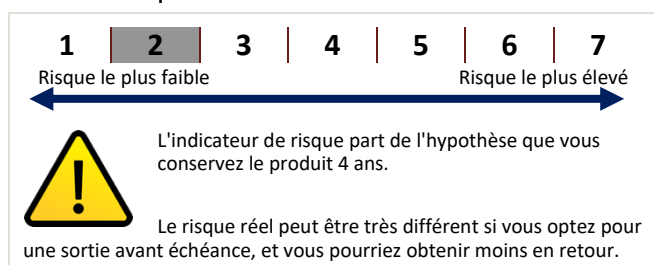 1 2 3 4 5 6 7
Risque le plus faible Risque le plus élevé
L'indicateur de risque part de l'hypothèse que vous
conservez le produit 4 ans.
Le risque réel peut être très différent si vous optez pour
une sortie avant échéance, et vous pourriez obtenir moins en retour.